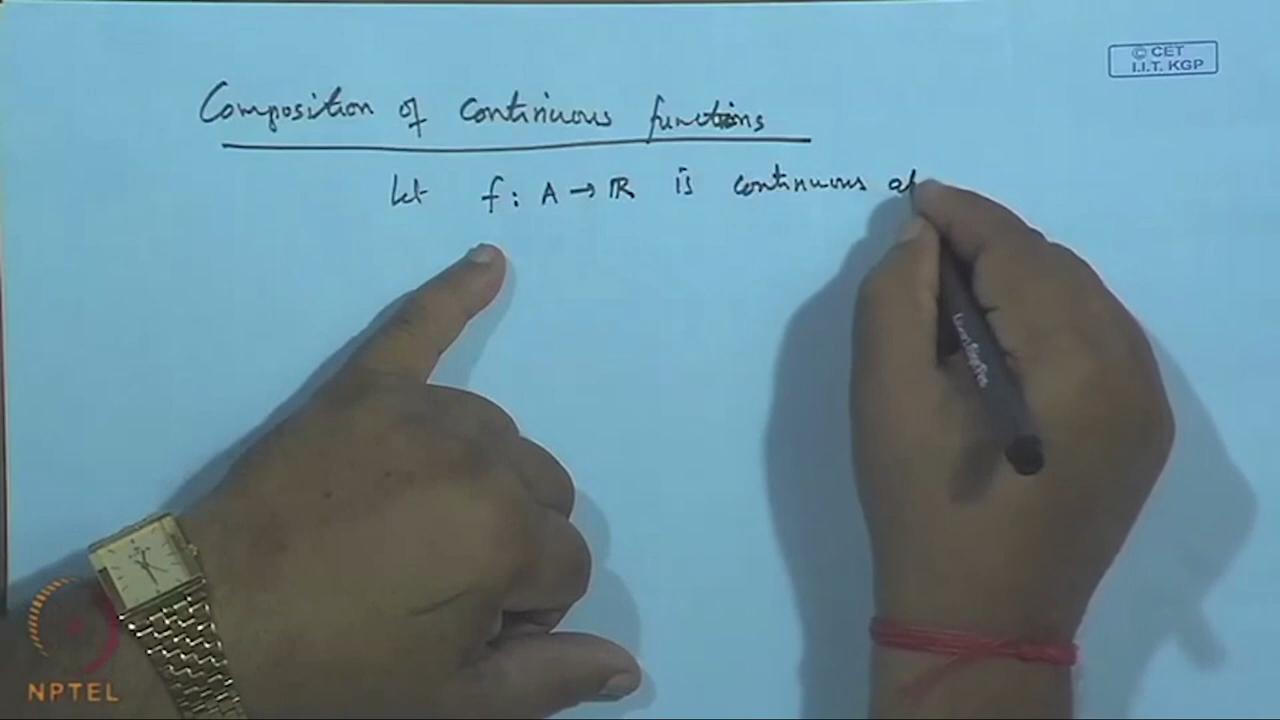 © CET
I.I.T. KGP
Composition of continuous functions
Let f : A → ℝ is continuous at
NPTEL